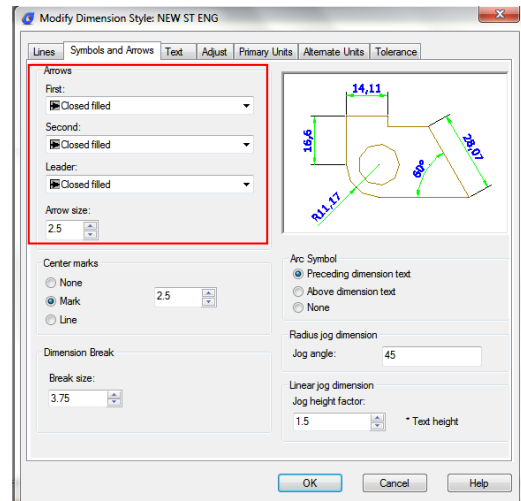 Modify Dimension Style: NEW ST ENG
Lines Symbols and Arrows Text Adjust Primary Units Alternate Units Tolerance
Arrows
First:
Closed filled
Second:
Closed filled
Leader:
Closed filled
Arrow size:
2.5
14,11
16,6
28,07
60°
R11,17
Center marks
None
Mark
2.5
Line
Arc Symbol
Preceding dimension text
Above dimension text
None
Radius jog dimension
Jog angle:
45
Dimension Break
Break size:
3.75
Linear jog dimension
Jog height factor:
1.5
* Text height
OK Cancel Help